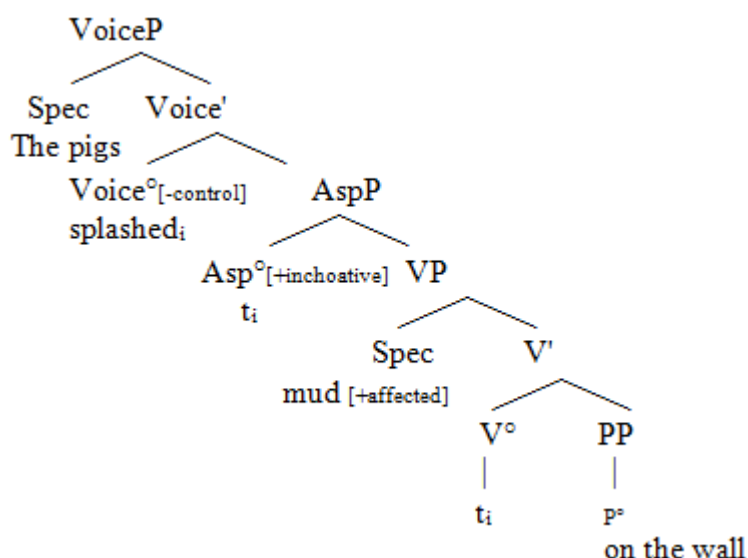 VoiceP
Spec Voice'
The pigs
Voice°[-control] AspP
splashedᵢ
Asp°[+inchoative] VP
tᵢ
Spec V'
mud [+affected]
V° PP
tᵢ P°
on the wall